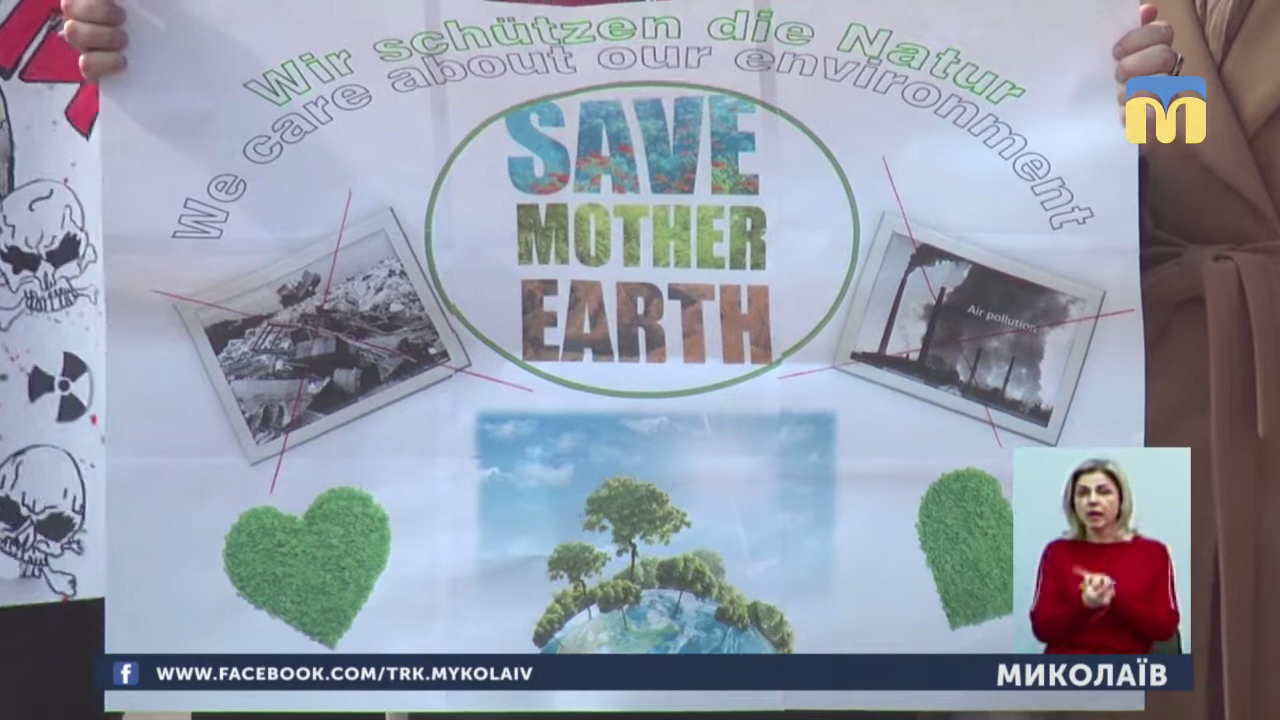 Wir schützen die Natur
We care about our environment
SAVE
MOTHER
EARTH
Air pollution
WWW.FACEBOOK.COM/TRK.MYKOLAIV
МИКОЛАЇВ